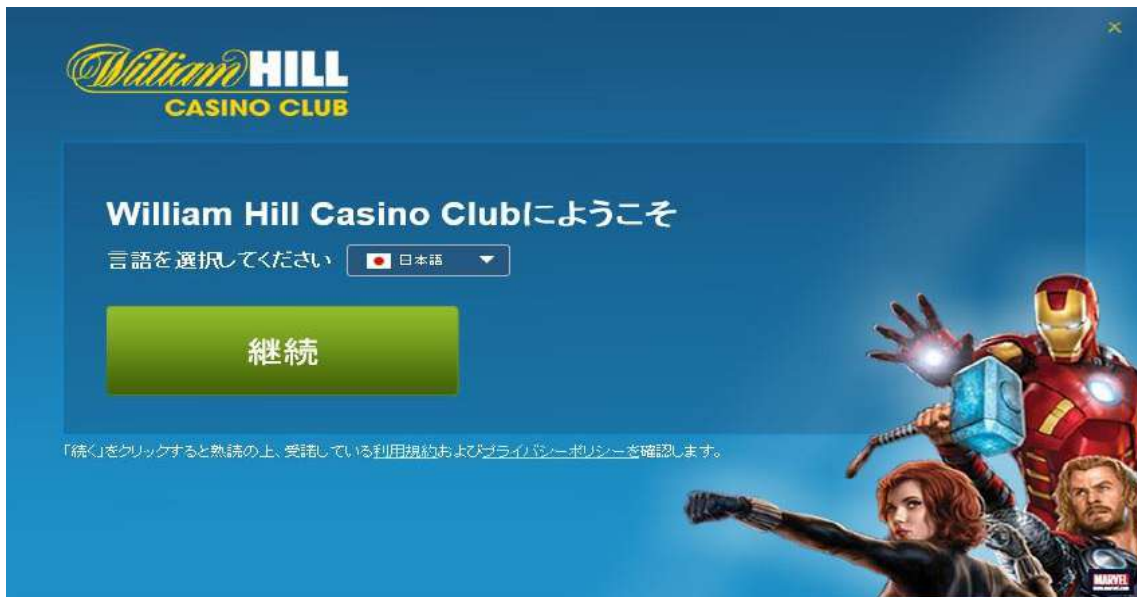 William HILL
CASINO CLUB
William Hill Casino Clubにようこそ
言語を選択してください 日本語
継続
「続く」をクリックすると熟読の上、受諾している利用規約およびプライバシーポリシーを確認します。
MARVEL